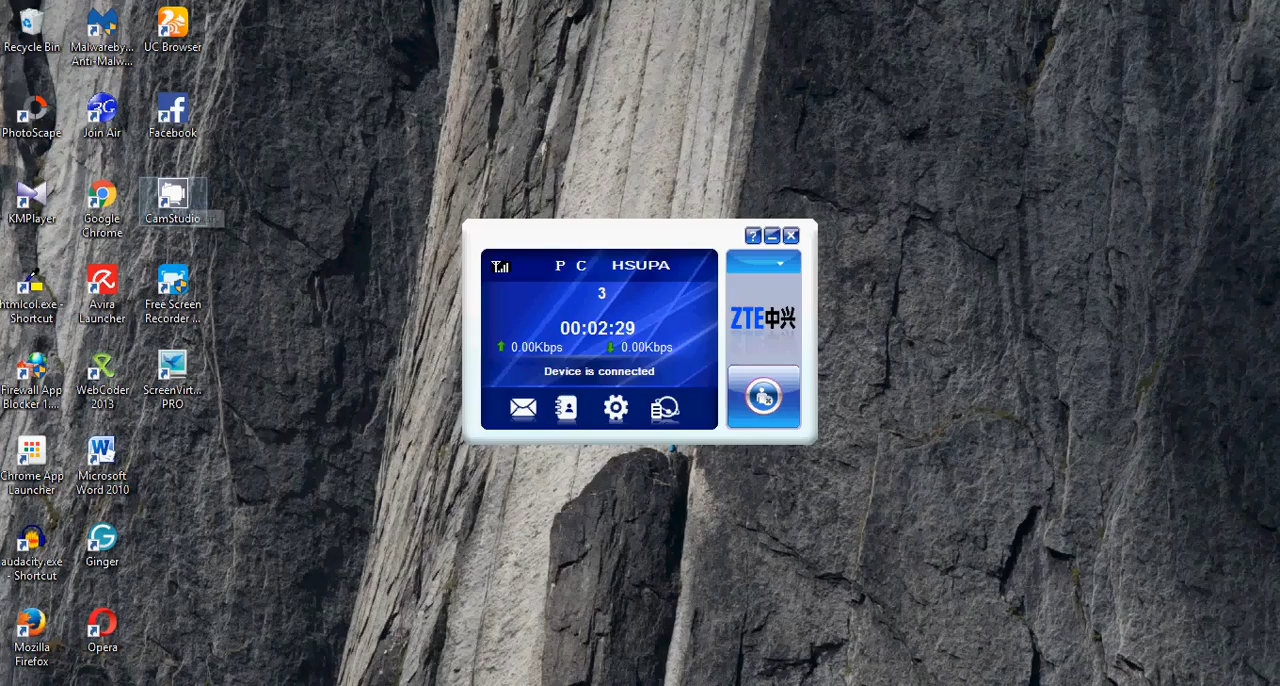 Recycle Bin
Malwareby...
Anti-Malw...
UC Browser
PhotoScape
3G
Join Air
Facebook
KMPlayer
Google
Chrome
CamStudio
htmlcol.exe -
Shortcut
Avira
Launcher
Free Screen
Recorder ...
Firewall App
Blocker 1....
WebCoder
2013
ScreenVirt...
PRO
Chrome App
Launcher
Microsoft
Word 2010
audacity.exe
- Shortcut
Ginger
Mozilla
Firefox
Opera
P C HSUPA
3
00:02:29
0.00Kbps 0.00Kbps
Device is connected
ZTE中兴